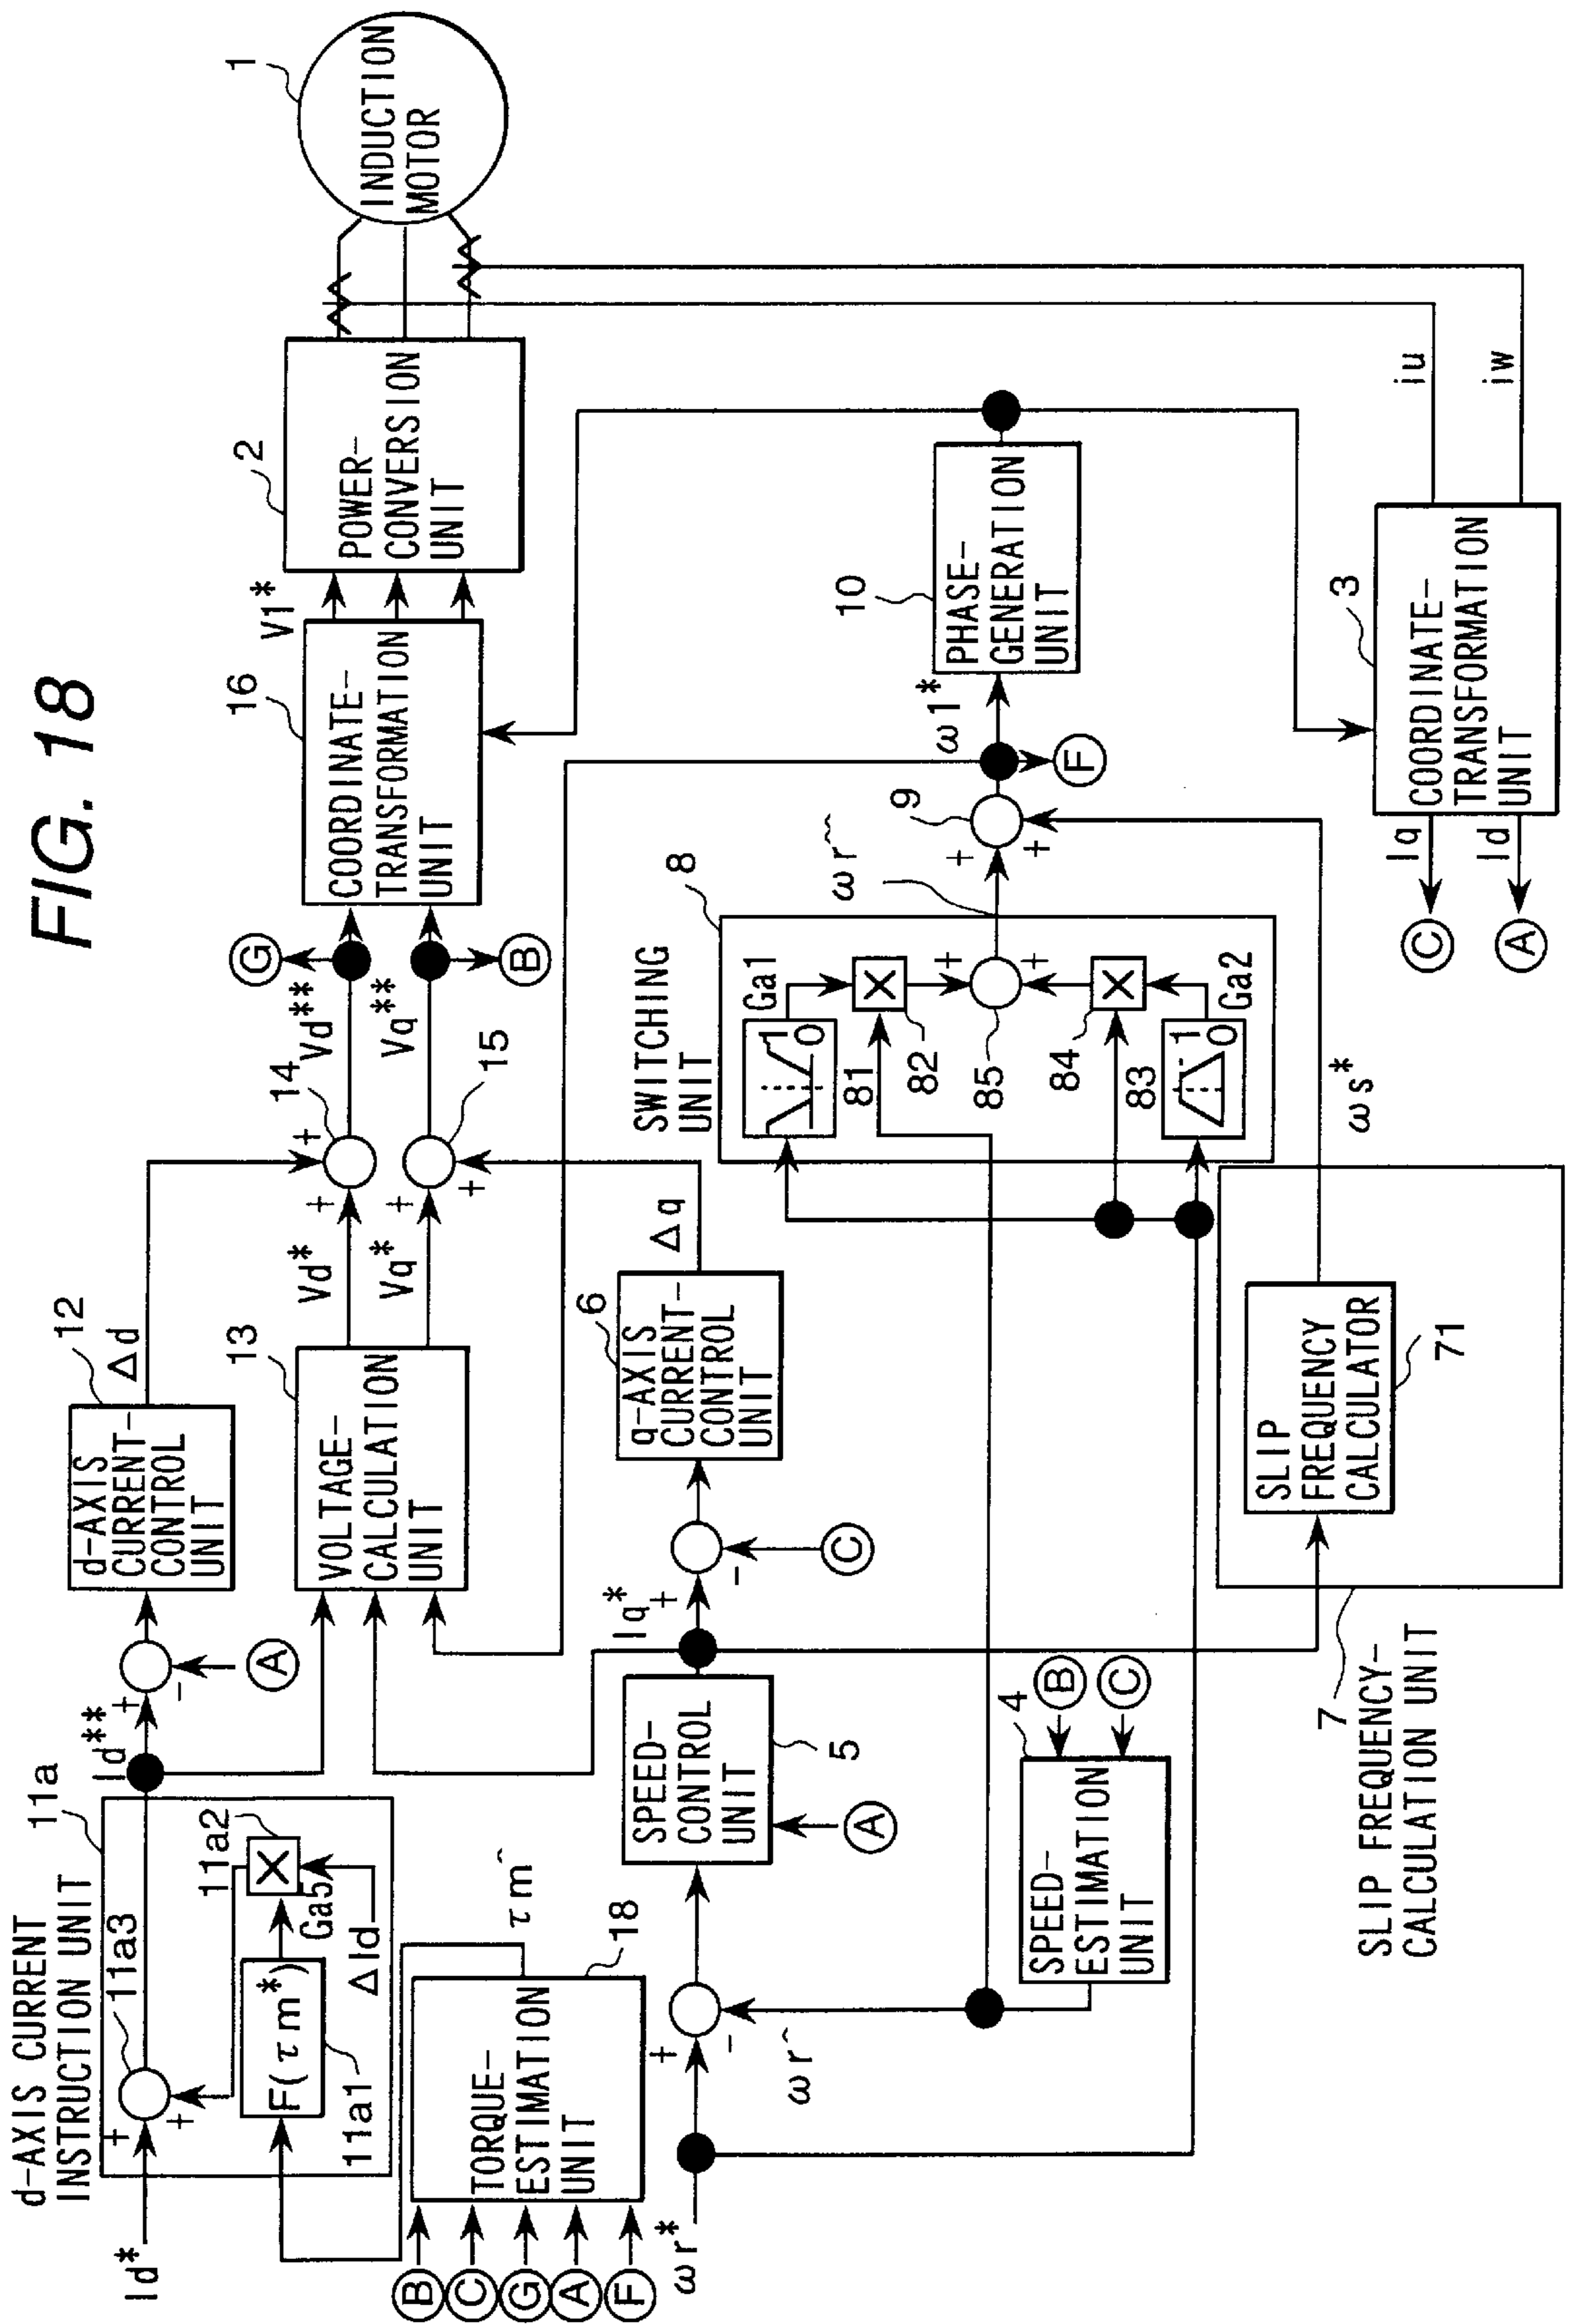 FIG. 18
d-AXIS CURRENT
INSTRUCTION UNIT
11a
Id*
+
+
11a3
11a2
F(τm*)
11a1
Ga5
ΔId
Id**
+
-
A
d-AXIS
CURRENT-
CONTROL
UNIT
12
Δd
VOLTAGE-
CALCULATION
UNIT
13
Vd*
Vq*
+
+
14
+
+
15
Vd**
Vq**
G
B
COORDINATE-
TRANSFORMATION
UNIT
16
V1*
POWER-
CONVERSION
UNIT
2
INDUCTION
MOTOR
1
B
C
G
A
F
TORQUE-
ESTIMATION
UNIT
18
τm^
ωr*
+
-
ωr^
SPEED-
CONTROL
UNIT
5
A
Iq*
+
-
C
q-AXIS
CURRENT-
CONTROL
UNIT
6
Δq
SPEED-
ESTIMATION
UNIT
4
B
C
SWITCHING
UNIT
8
1
0
Ga1
81
X
82
+
+
85
84
X
83
1
0
Ga2
ωr^^
+
+
9
ω1*
F
PHASE-
GENERATION
UNIT
10
SLIP FREQUENCY-
CALCULATION UNIT
7
SLIP
FREQUENCY
CALCULATOR
71
ωs*
COORDINATE-
TRANSFORMATION
UNIT
3
Iq
Id
C
A
iu
iw